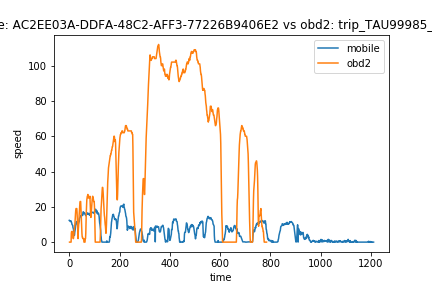 e: AC2EE03A-DDFA-48C2-AFF3-77226B9406E2 vs obd2: trip_TAU99985_
mobile
obd2
speed
100
80
60
40
20
0
0 200 400 600 800 1000 1200
time